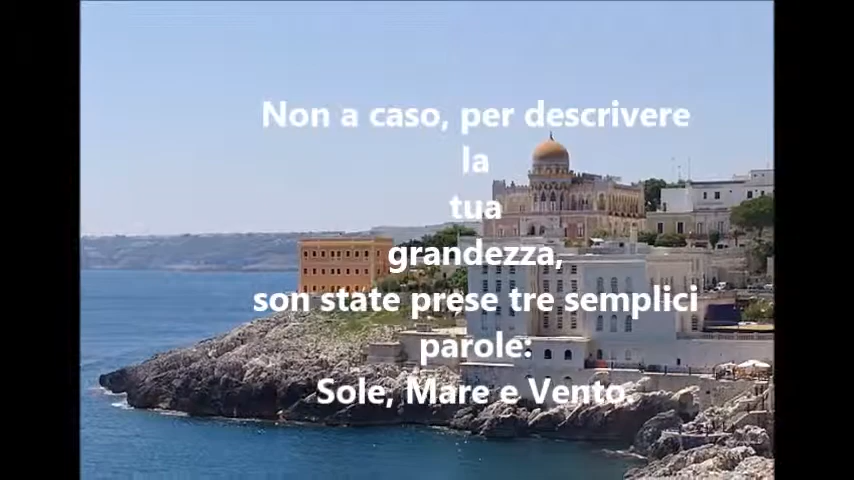 Non a caso, per descrivere
la
tua
grandezza,
son state prese tre semplici
parole:
Sole, Mare e Vento.